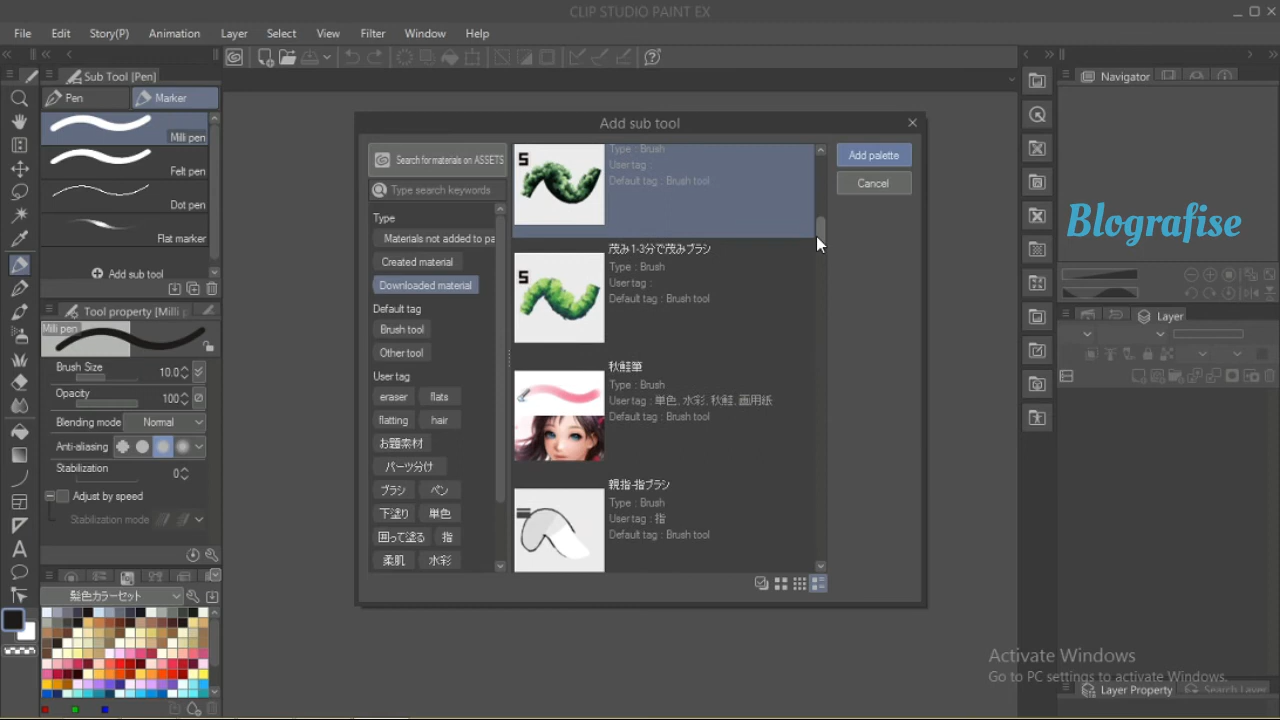 CLIP STUDIO PAINT EX
File Edit Story(P) Animation Layer Select View Filter Window Help
Sub Tool [Pen]
Pen Marker
Milli pen
Felt pen
Dot pen
Flat marker
Add sub tool
Tool property [Milli
Milli pen
Brush Size 10.0
Opacity 100
Blending mode Normal
Anti-aliasing
Stabilization 0
Adjust by speed
Stabilization mode
髪色カラーセット
Add sub tool
Search for materials on ASSETS
Type search keywords
Type
Materials not added to pa
Created material
Downloaded material
Default tag
Brush tool
Other tool
User tag
eraser flats
flatting hair
お題素材
パーツ分け
ブラシ ペン
下塗り 単色
囲って塗る 指
柔肌 水彩
Type : Brush
User tag :
Default tag : Brush tool
茂み1-3分で茂みブラシ
Type : Brush
User tag :
Default tag : Brush tool
秋鮭筆
Type : Brush
User tag : 単色, 水彩, 秋鮭, 画用紙
Default tag : Brush tool
親指-指ブラシ
Type : Brush
User tag : 指
Default tag : Brush tool
S
S
Add palette
Cancel
Navigator
Blografise
Layer
Activate Windows
Go to PC settings to activate Windows.
Layer Property Search Layer